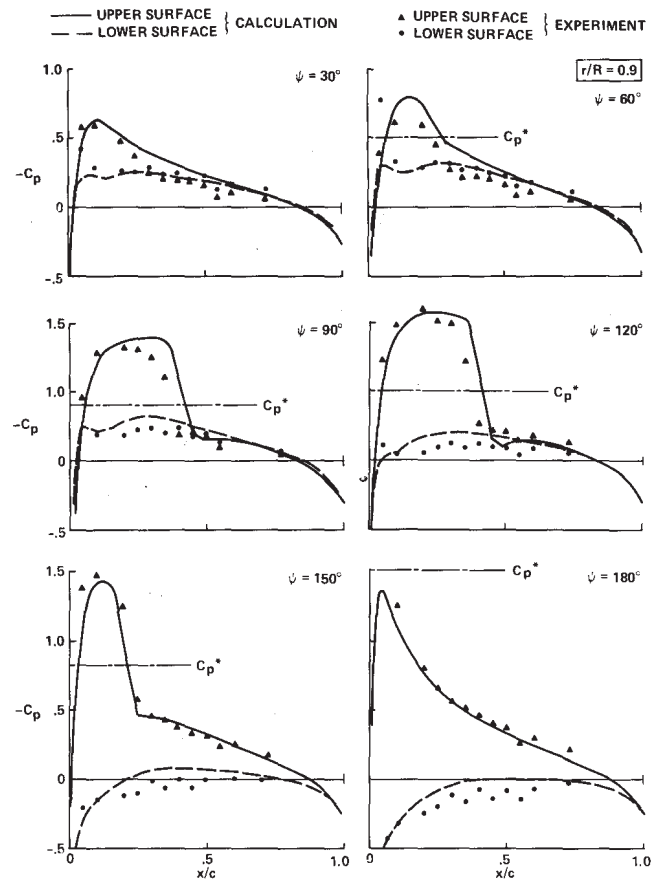 UPPER SURFACE
LOWER SURFACE
CALCULATION
UPPER SURFACE
LOWER SURFACE
EXPERIMENT
r/R = 0.9
1.0
.5
-Cp
0
-.5
ψ = 30°
ψ = 60°
Cp*
1.5
1.0
-Cp
0
-.5
ψ = 90°
Cp*
ψ = 120°
Cp*
c
1.5
1.0
.5
-Cp
0
-.5
0
.5
1.0
x/c
ψ = 150°
Cp*
ψ = 180°
Cp*
0
.5
1.0
x/c